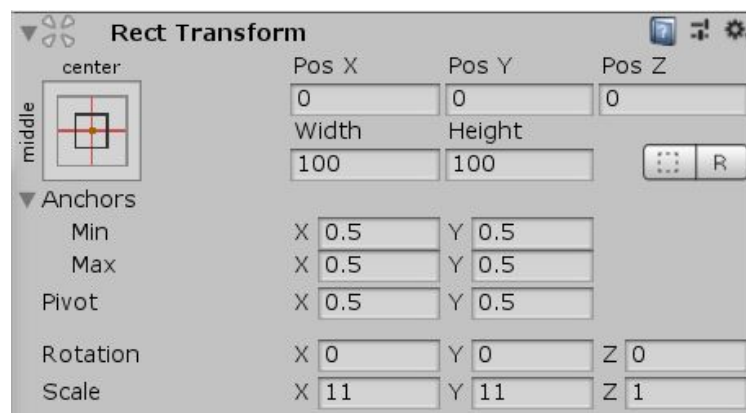 Rect Transform
center
Pos X Pos Y Pos Z
middle
0 0 0
Width Height
100 100 R
Anchors
Min X 0.5 Y 0.5
Max X 0.5 Y 0.5
Pivot X 0.5 Y 0.5
Rotation X 0 Y 0 Z 0
Scale X 11 Y 11 Z 1